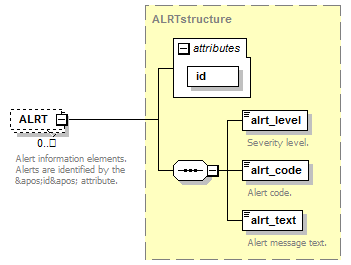 ALRTstructure
attributes
id
ALRT
0..□
Alert information elements.
Alerts are identified by the
&apos;id&apos; attribute.
alrt_level
Severity level.
alrt_code
Alert code.
alrt_text
Alert message text.